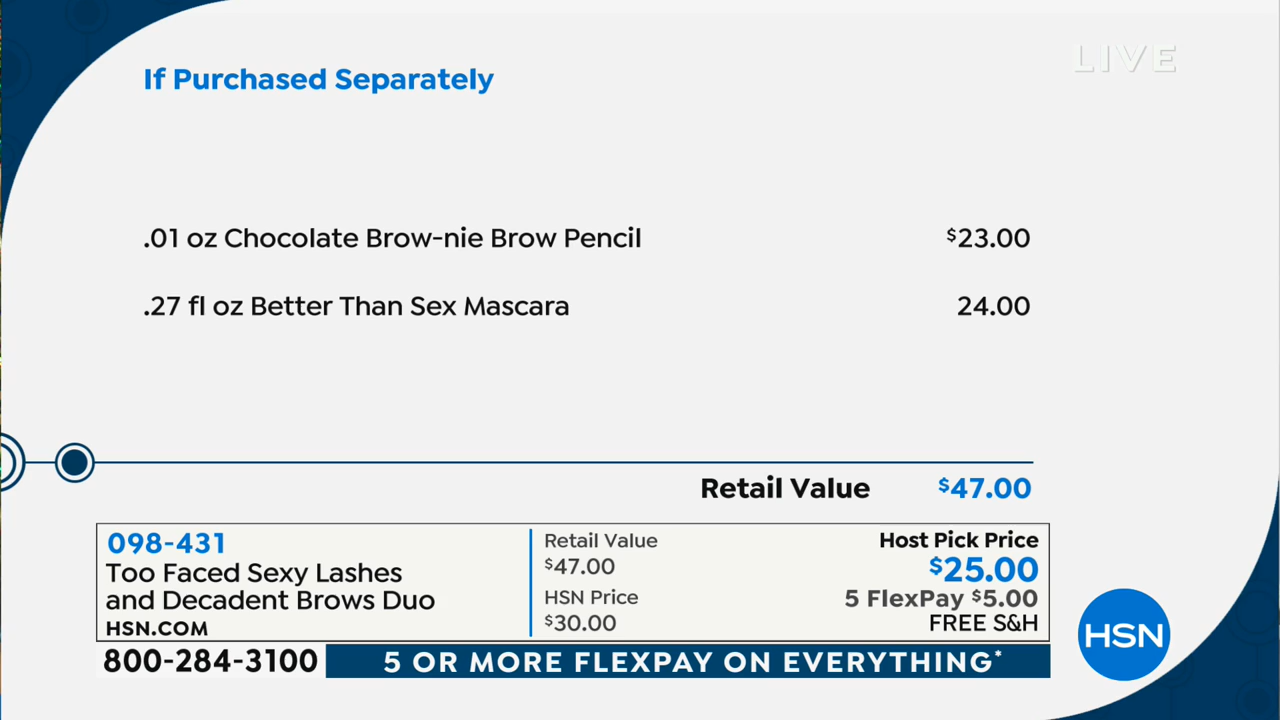 LIVE
If Purchased Separately
.01 oz Chocolate Brow-nie Brow Pencil $23.00
.27 fl oz Better Than Sex Mascara 24.00
Retail Value $47.00
098-431
Too Faced Sexy Lashes
and Decadent Brows Duo
HSN.COM
Retail Value
$47.00
HSN Price
$30.00
Host Pick Price
$25.00
5 FlexPay $5.00
FREE S&H
HSN
800-284-3100
5 OR MORE FLEXPAY ON EVERYTHING*